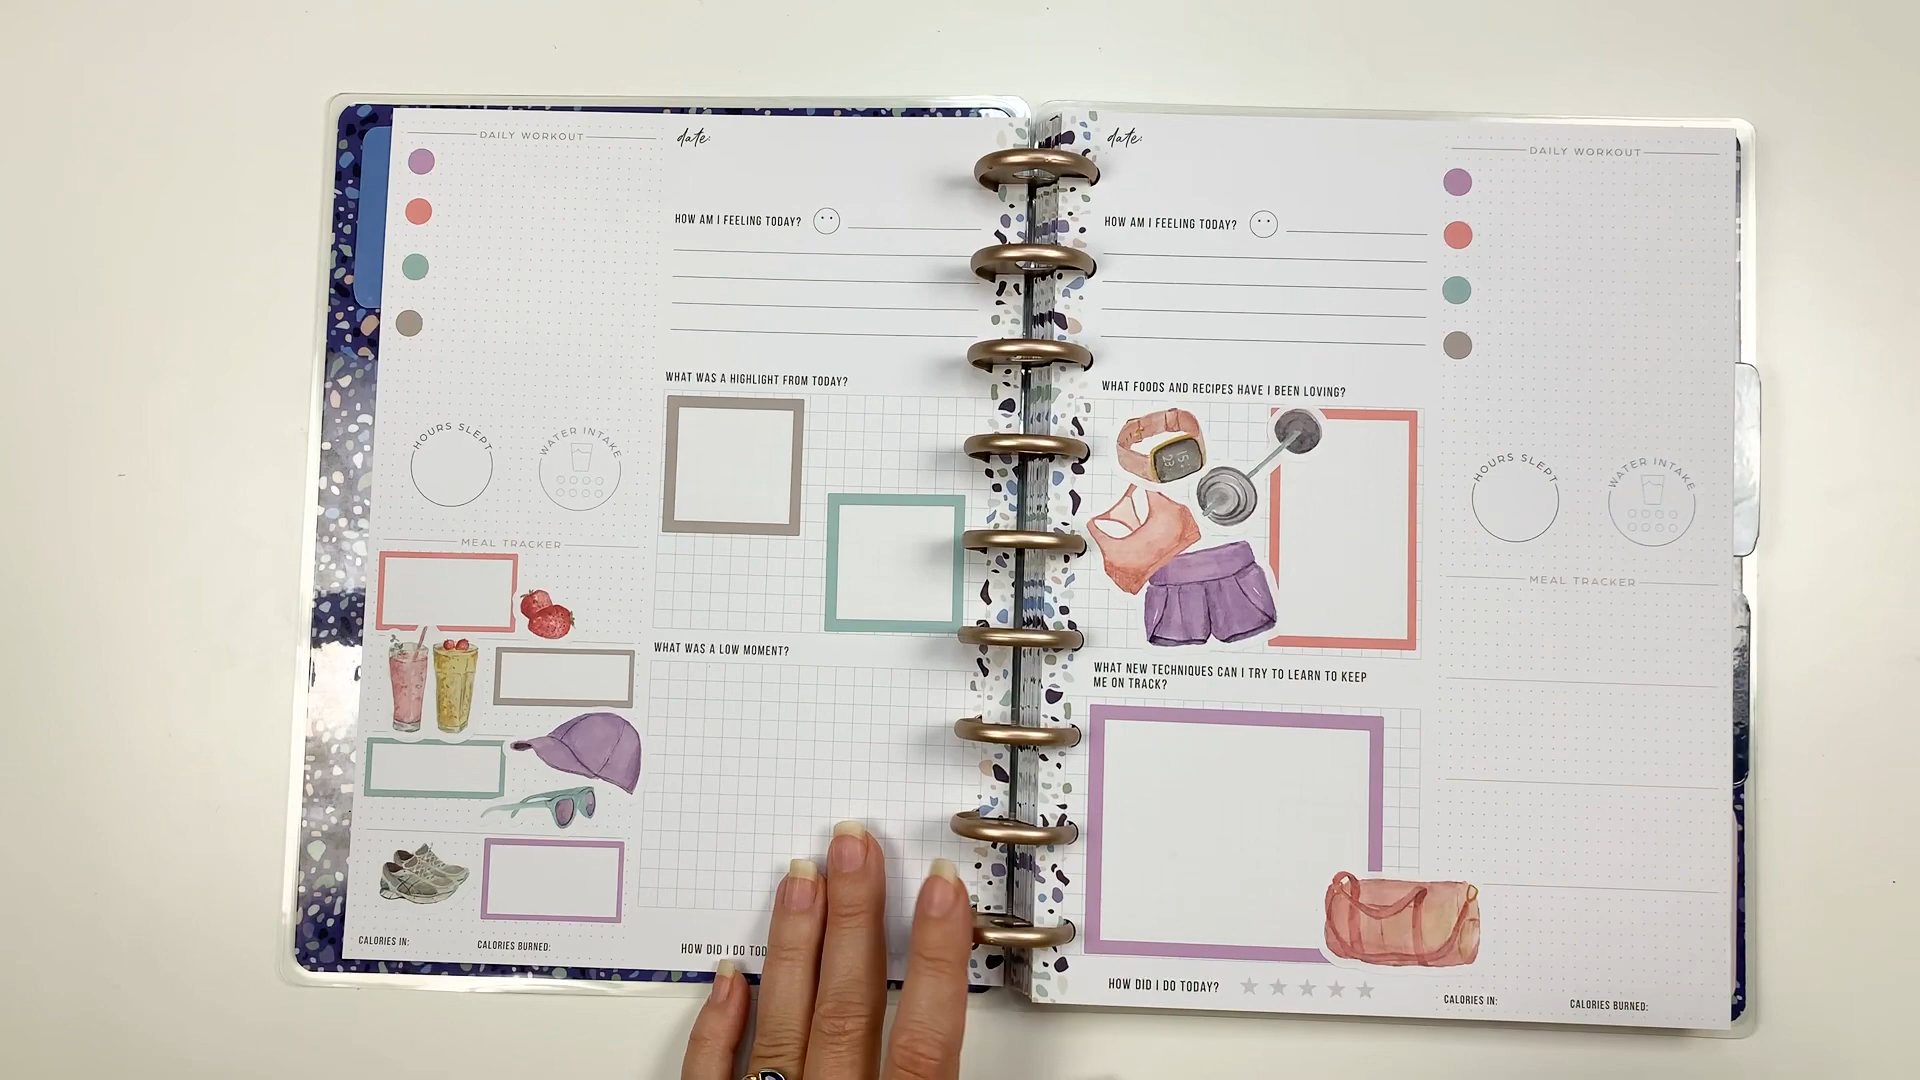 DAILY WORKOUT
date:
HOW AM I FEELING TODAY?
WHAT WAS A HIGHLIGHT FROM TODAY?
HOURS SLEPT
WATER INTAKE
MEAL TRACKER
WHAT WAS A LOW MOMENT?
CALORIES IN:
CALORIES BURNED:
HOW DID I DO
date:
DAILY WORKOUT
HOW AM I FEELING TODAY?
WHAT FOODS AND RECIPES HAVE I BEEN LOVING?
15:
23
HOURS SLEPT
WATER INTAKE
MEAL TRACKER
WHAT NEW TECHNIQUES CAN I TRY TO LEARN TO KEEP
ME ON TRACK?
HOW DID I DO TODAY?
CALORIES IN:
CALORIES BURNED: